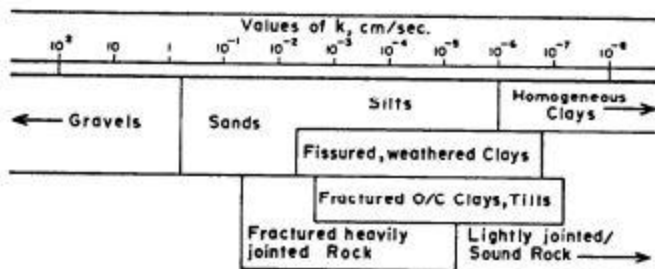 Values of k, cm/sec.
10² 10 1 10⁻¹ 10⁻² 10⁻³ 10⁻⁴ 10⁻⁵ 10⁻⁶ 10⁻⁷ 10⁻⁸
Gravels Sands Silts Homogeneous
Clays
Fissured, weathered Clays
Fractured O/C Clays, Tills
Fractured heavily
jointed Rock
Lightly jointed/
Sound Rock